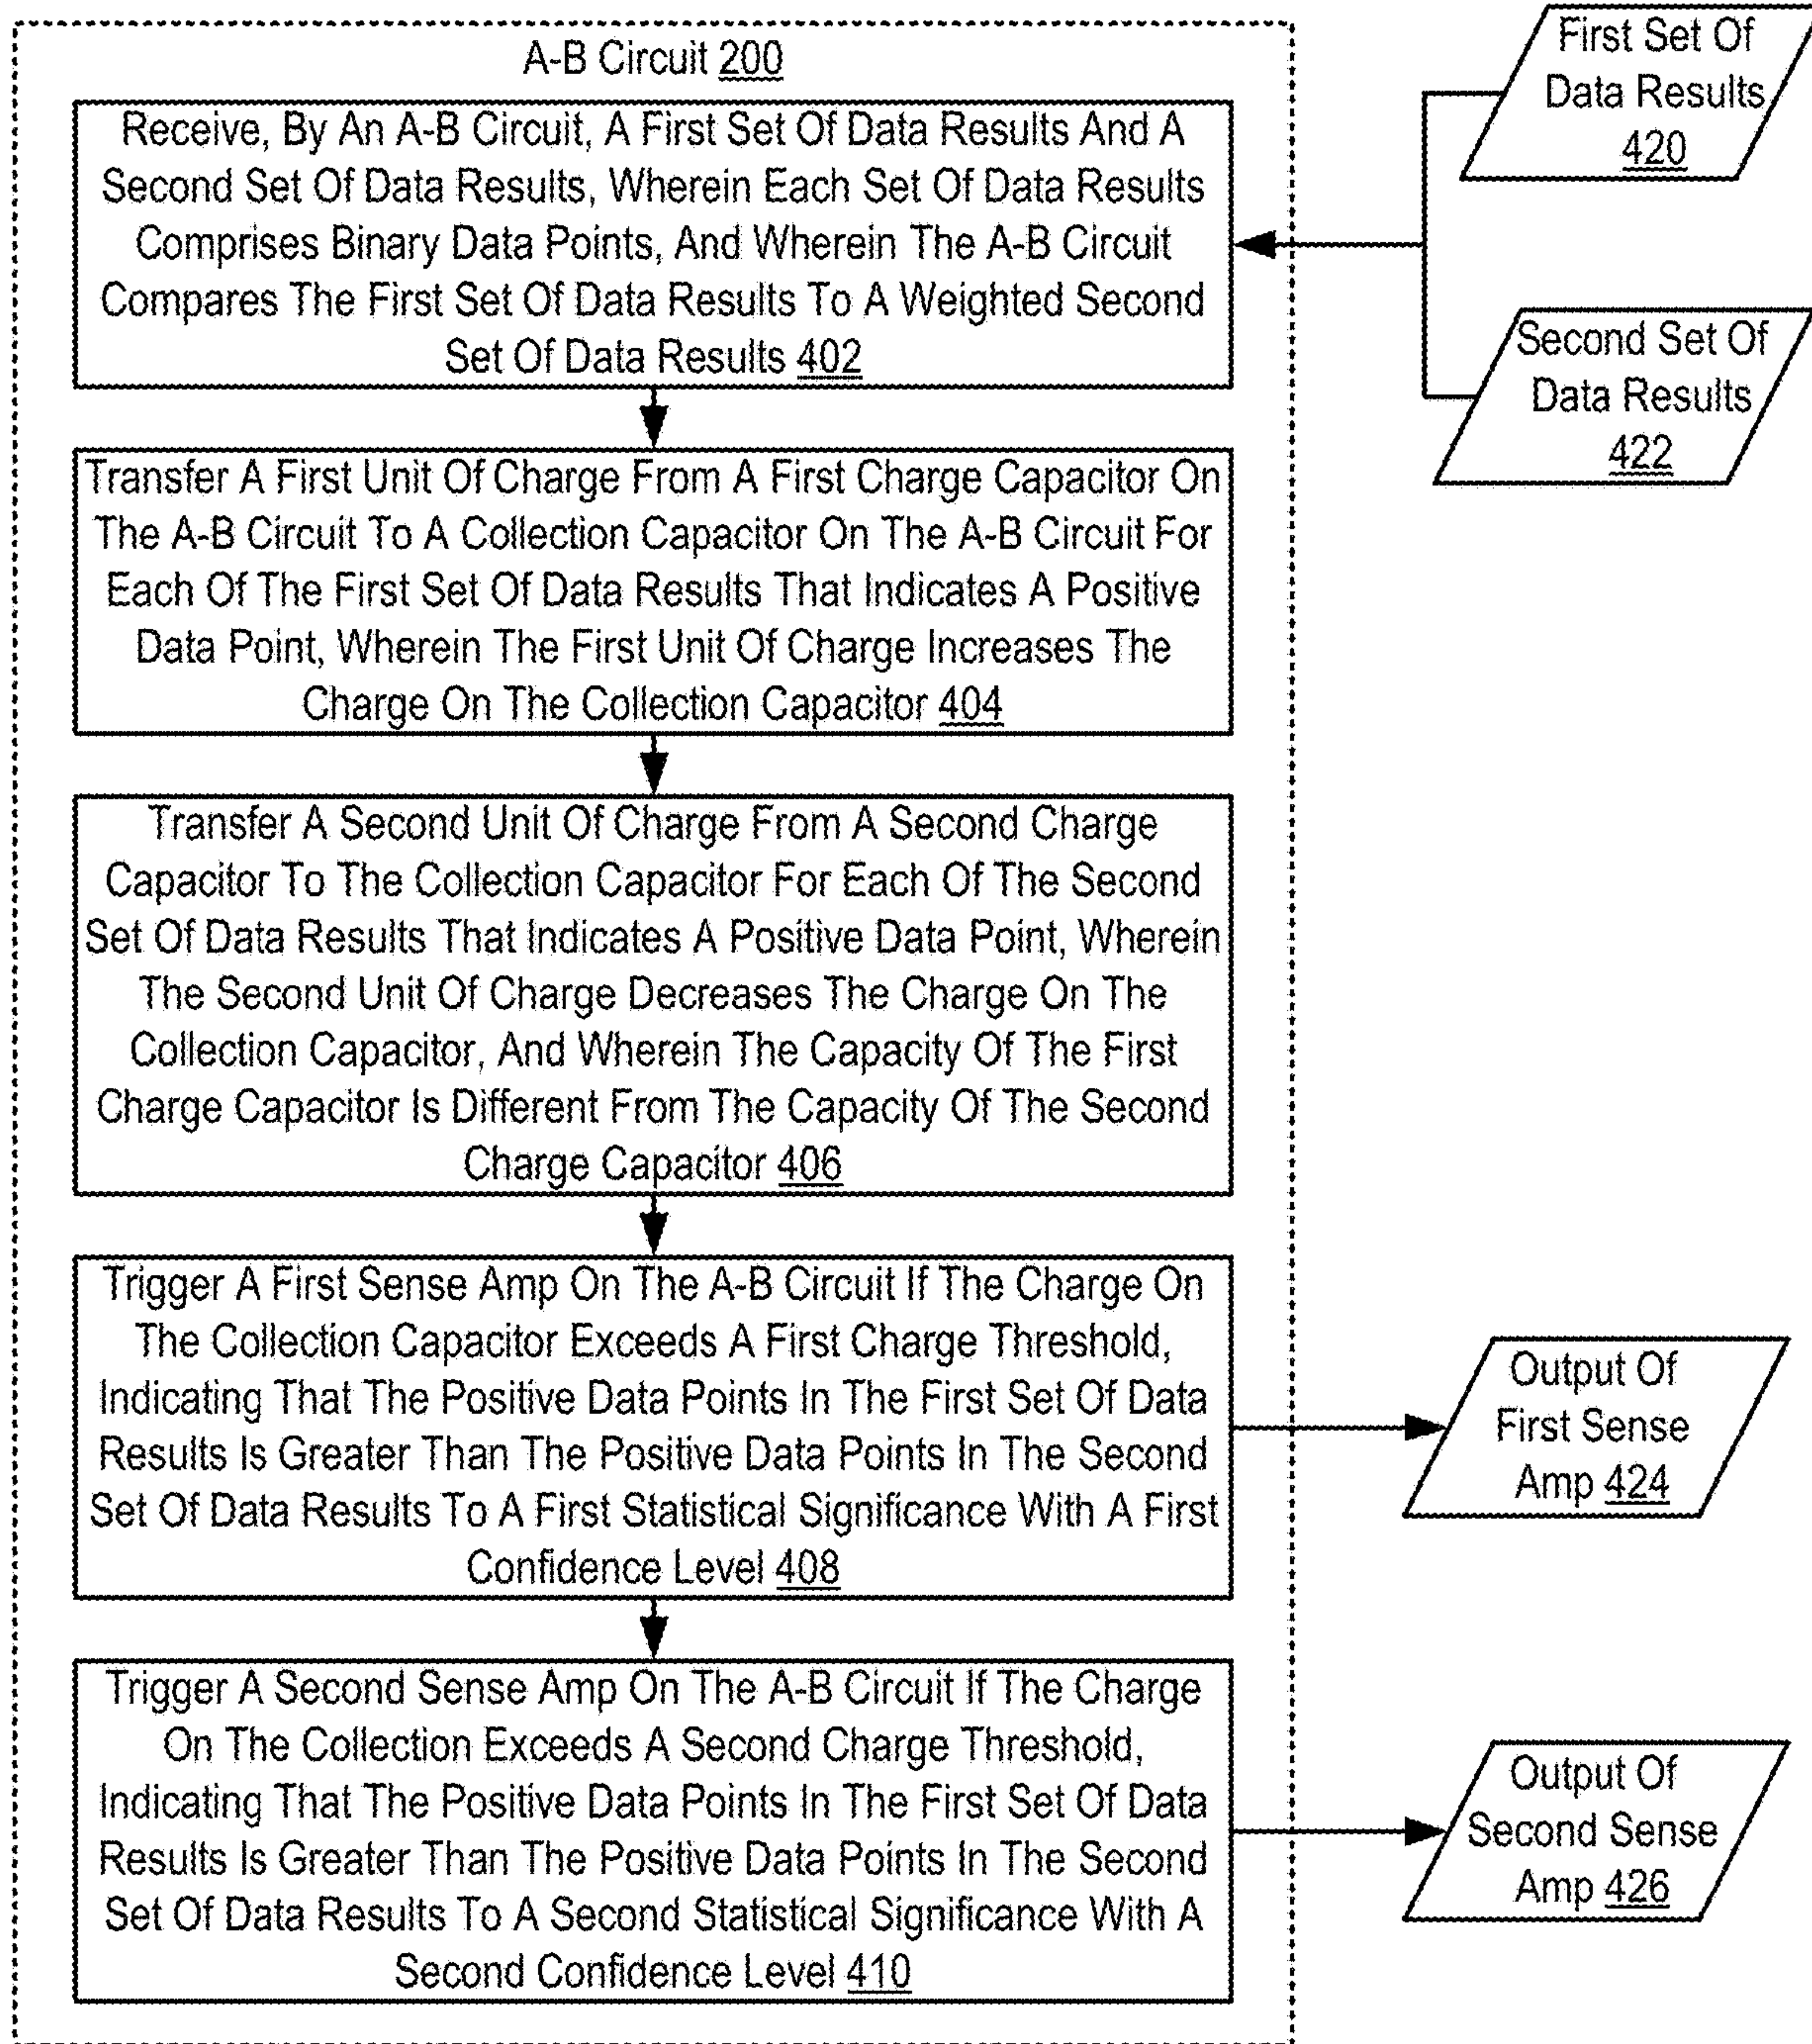 A-B Circuit 200
Receive, By An A-B Circuit, A First Set Of Data Results And A
Second Set Of Data Results, Wherein Each Set Of Data Results
Comprises Binary Data Points, And Wherein The A-B Circuit
Compares The First Set Of Data Results To A Weighted Second
Set Of Data Results 402
First Set Of
Data Results
420
Second Set Of
Data Results
422
Transfer A First Unit Of Charge From A First Charge Capacitor On
The A-B Circuit To A Collection Capacitor On The A-B Circuit For
Each Of The First Set Of Data Results That Indicates A Positive
Data Point, Wherein The First Unit Of Charge Increases The
Charge On The Collection Capacitor 404
Transfer A Second Unit Of Charge From A Second Charge
Capacitor To The Collection Capacitor For Each Of The Second
Set Of Data Results That Indicates A Positive Data Point, Wherein
The Second Unit Of Charge Decreases The Charge On The
Collection Capacitor, And Wherein The Capacity Of The First
Charge Capacitor Is Different From The Capacity Of The Second
Charge Capacitor 406
Trigger A First Sense Amp On The A-B Circuit If The Charge On
The Collection Capacitor Exceeds A First Charge Threshold,
Indicating That The Positive Data Points In The First Set Of Data
Results Is Greater Than The Positive Data Points In The Second
Set Of Data Results To A First Statistical Significance With A First
Confidence Level 408
Output Of
First Sense
Amp 424
Trigger A Second Sense Amp On The A-B Circuit If The Charge
On The Collection Exceeds A Second Charge Threshold,
Indicating That The Positive Data Points In The First Set Of Data
Results Is Greater Than The Positive Data Points In The Second
Set Of Data Results To A Second Statistical Significance With A
Second Confidence Level 410
Output Of
Second Sense
Amp 426